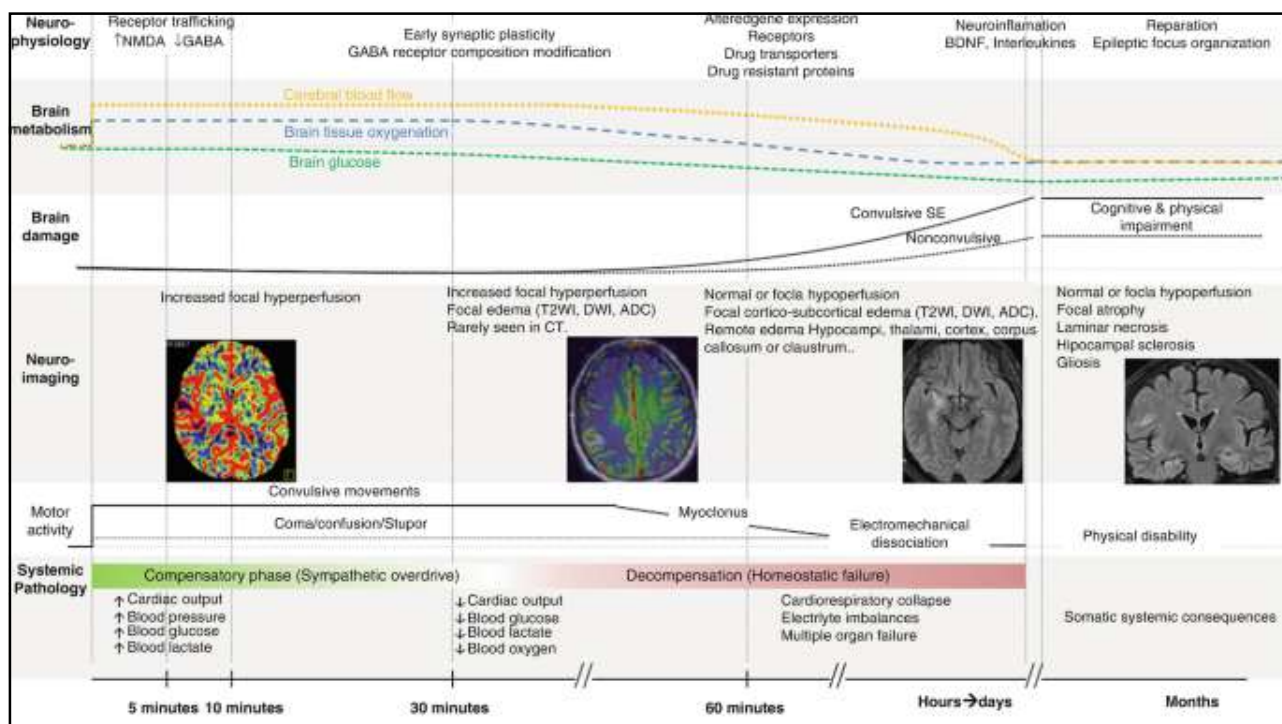 Neuro-
physiology
Receptor trafficking
↑NMDA ↓GABA
Early synaptic plasticity
GABA receptor composition modification
Alteredgene expression
Receptors
Drug transporters
Drug resistant proteins
Neuroinflamation
BDNF, Interleukines
Reparation
Epileptic focus organization
Brain
metabolism
Cerebral blood flow
Brain tissue oxygenation
Brain glucose
Brain
damage
Convulsive SE
Nonconvulsive
Cognitive & physical
impairment
Neuro-
imaging
Increased focal hyperperfusion
Increased focal hyperperfusion
Focal edema (T2WI, DWI, ADC)
Rarely seen in CT.
Normal or focla hypoperfusion
Focal cortico-subcortical edema (T2WI, DWI, ADC).
Remote edema Hypocampi, thalami, cortex, corpus
callosum or claustrum..
Normal or focla hypoperfusion
Focal atrophy
Laminar necrosis
Hipocampal sclerosis
Gliosis
Motor
activity
Convulsive movements
Coma/confusion/Stupor
Myoclonus
Electromechanical
dissociation
Physical disability
Systemic
Pathology
Compensatory phase (Sympathetic overdrive)
Decompensation (Homeostatic failure)
↑ Cardiac output
↑ Blood pressure
↑ Blood glucose
↑ Blood lactate
↓ Cardiac output
↓ Blood glucose
↓ Blood lactate
↓ Blood oxygen
Cardiorespiratory collapse
Electriyte imbalances
Multiple organ failure
Somatic systemic consequences
5 minutes
10 minutes
30 minutes
60 minutes
Hours→days
Months